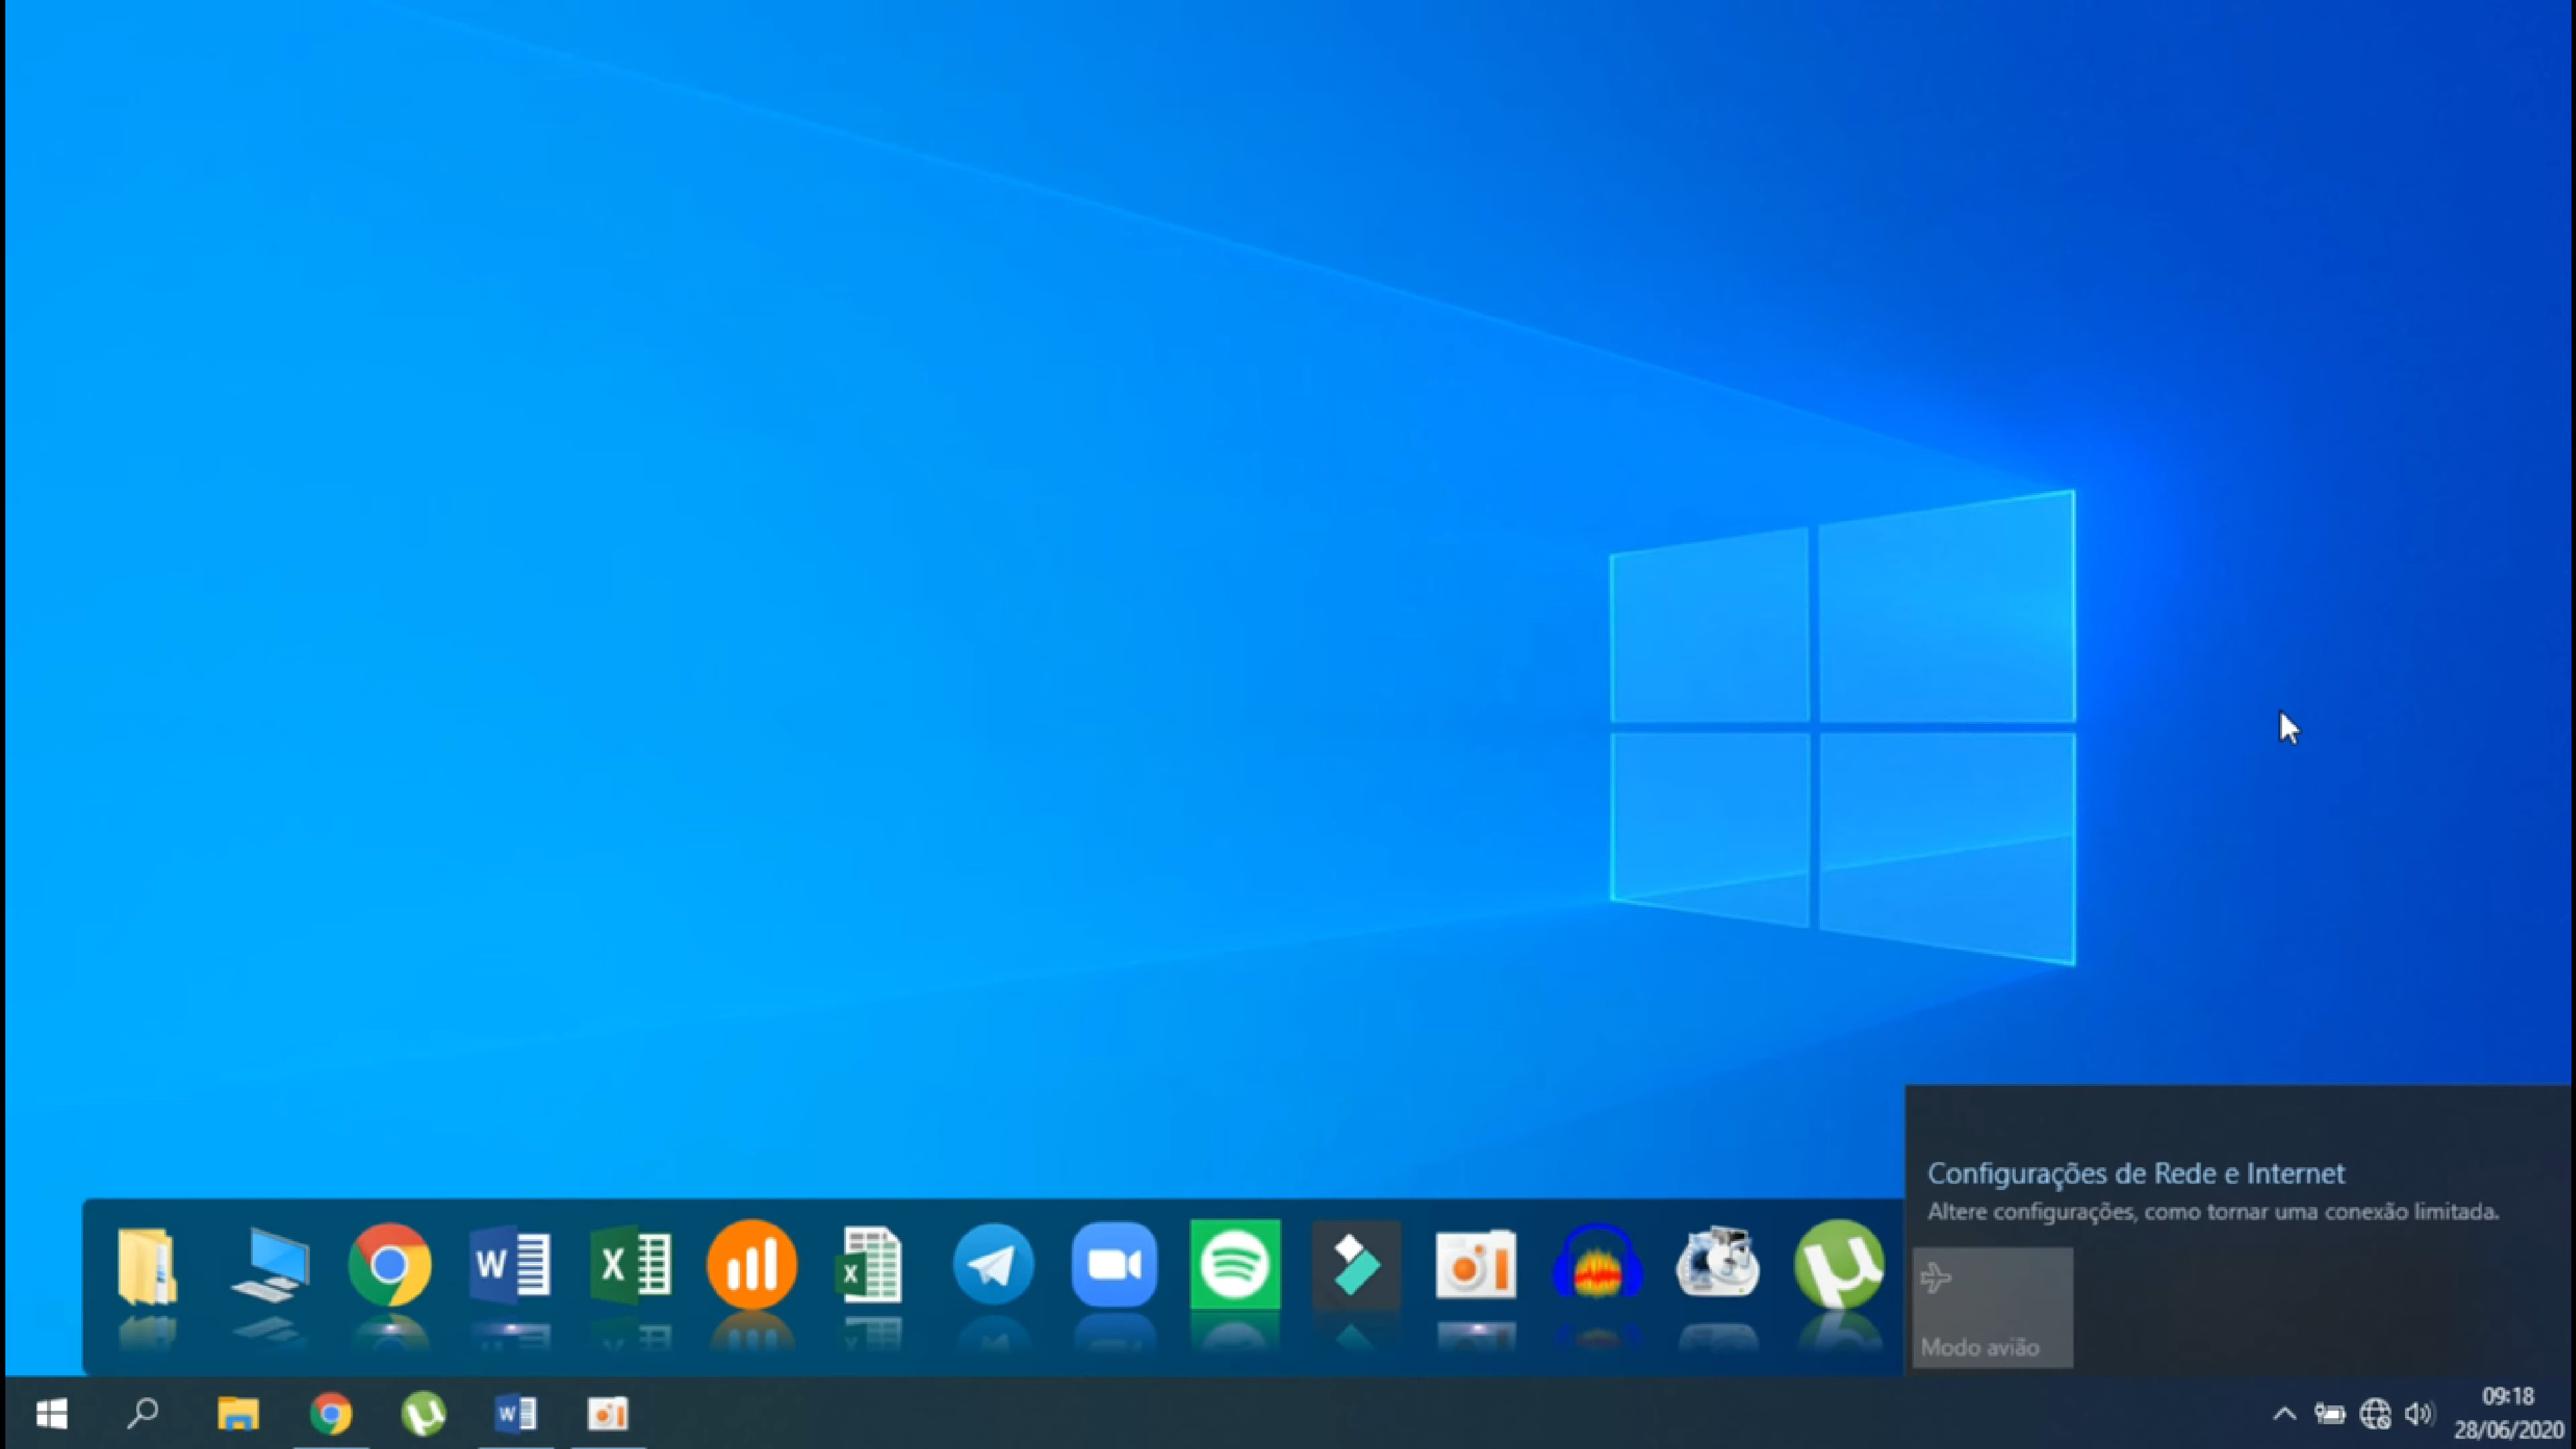 Configurações de Rede e Internet
Altere configurações, como tornar uma conexão limitada.
Modo avião
09:18
28/06/2020